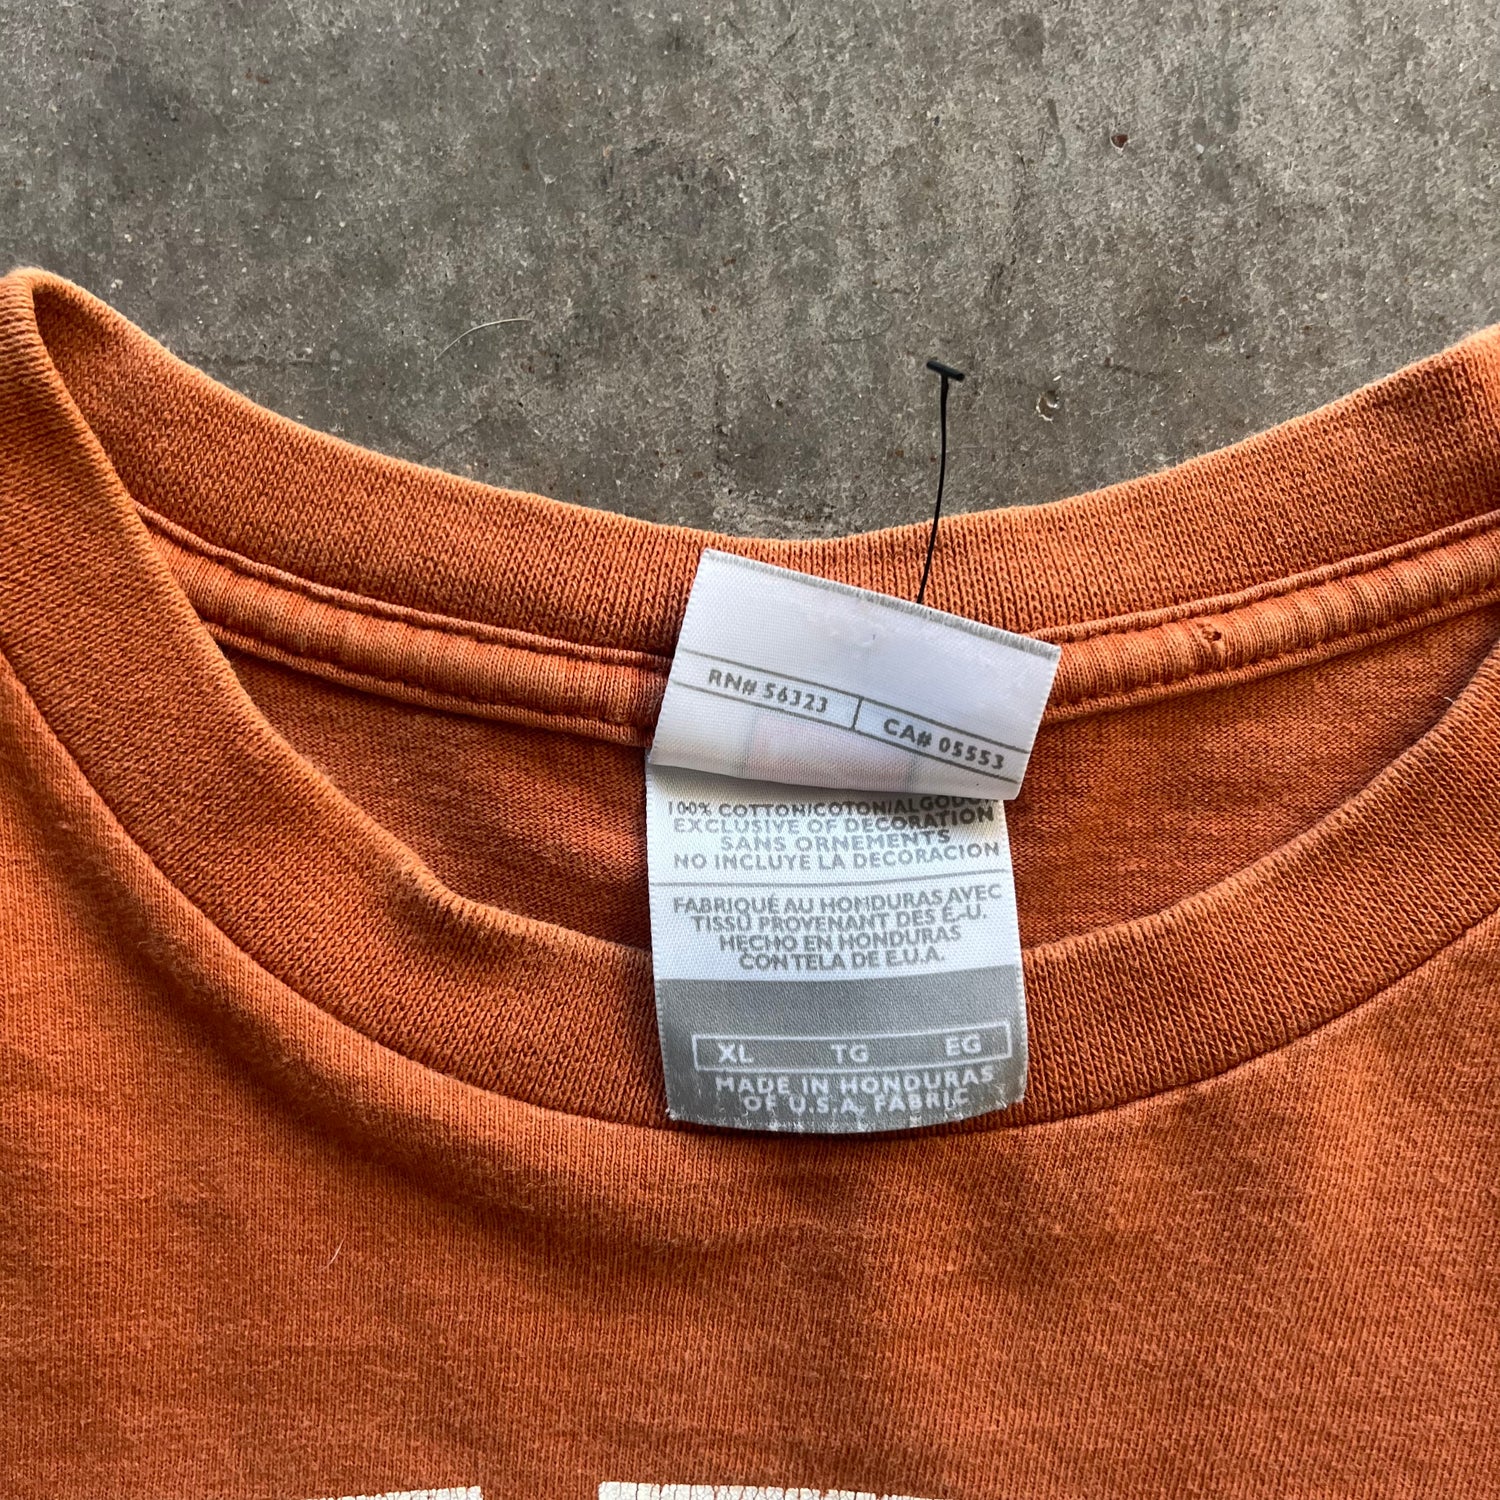 RN# 56323 CA# 05553
100% COTTON/COTON/ALGODON
EXCLUSIVE OF DECORATION
SANS ORNEMENTS
NO INCLUYE LA DECORACION
FABRIQUÉ AU HONDURAS AVEC
TISSU PROVENANT DES É.-U.
HECHO EN HONDURAS
CON TELA DE E.U.A.
XL TG EG
MADE IN HONDURAS
OF U.S.A. FABRIC